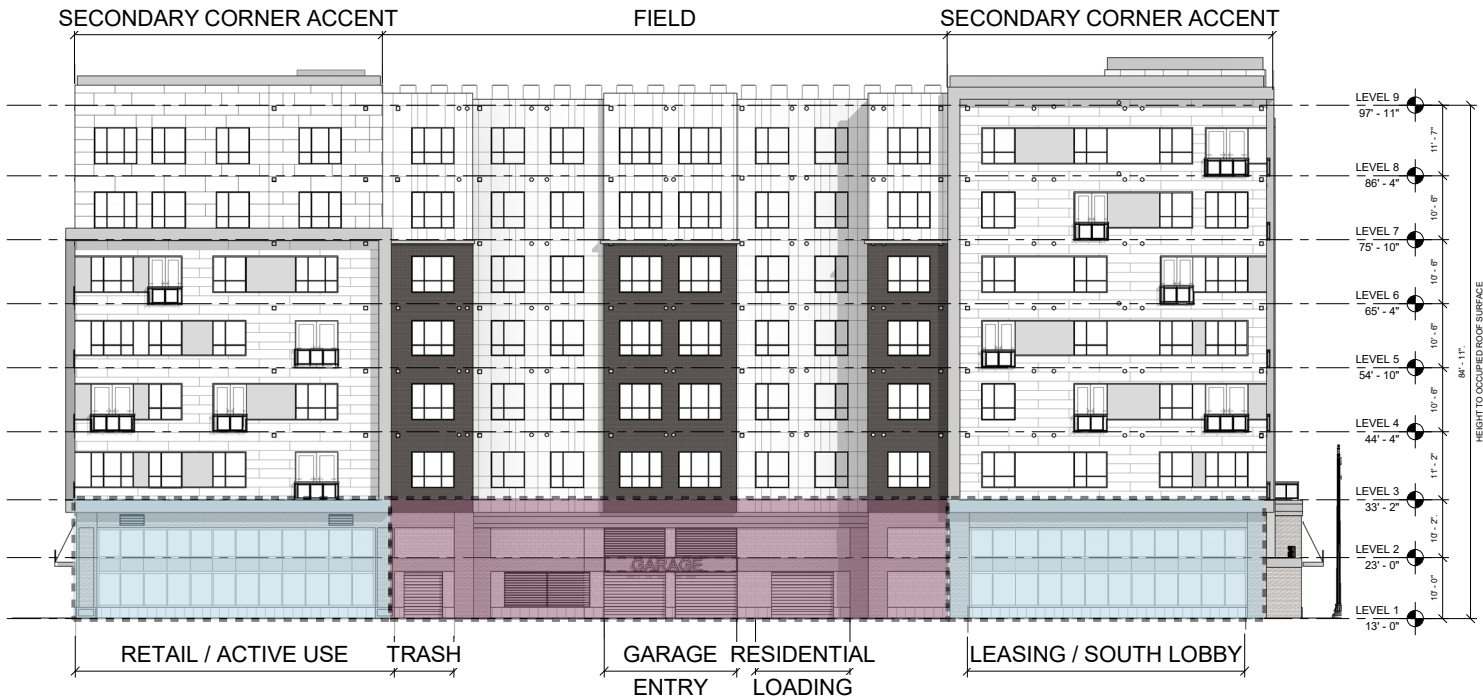 SECONDARY CORNER ACCENT
FIELD
SECONDARY CORNER ACCENT
LEVEL 9
97' - 11"
11' - 7"
LEVEL 8
86' - 4"
10' - 6"
LEVEL 7
75' - 10"
10' - 6"
LEVEL 6
65' - 4"
10' - 6"
LEVEL 5
54' - 10"
10' - 6"
LEVEL 4
44' - 4"
11' - 2"
LEVEL 3
33' - 2"
10' - 2"
LEVEL 2
23' - 0"
10' - 0"
LEVEL 1
13' - 0"
84' - 11"
HEIGHT TO OCCUPIED ROOF SURFACE
GARAGE
RETAIL / ACTIVE USE
TRASH
GARAGE
ENTRY
RESIDENTIAL
LOADING
LEASING / SOUTH LOBBY